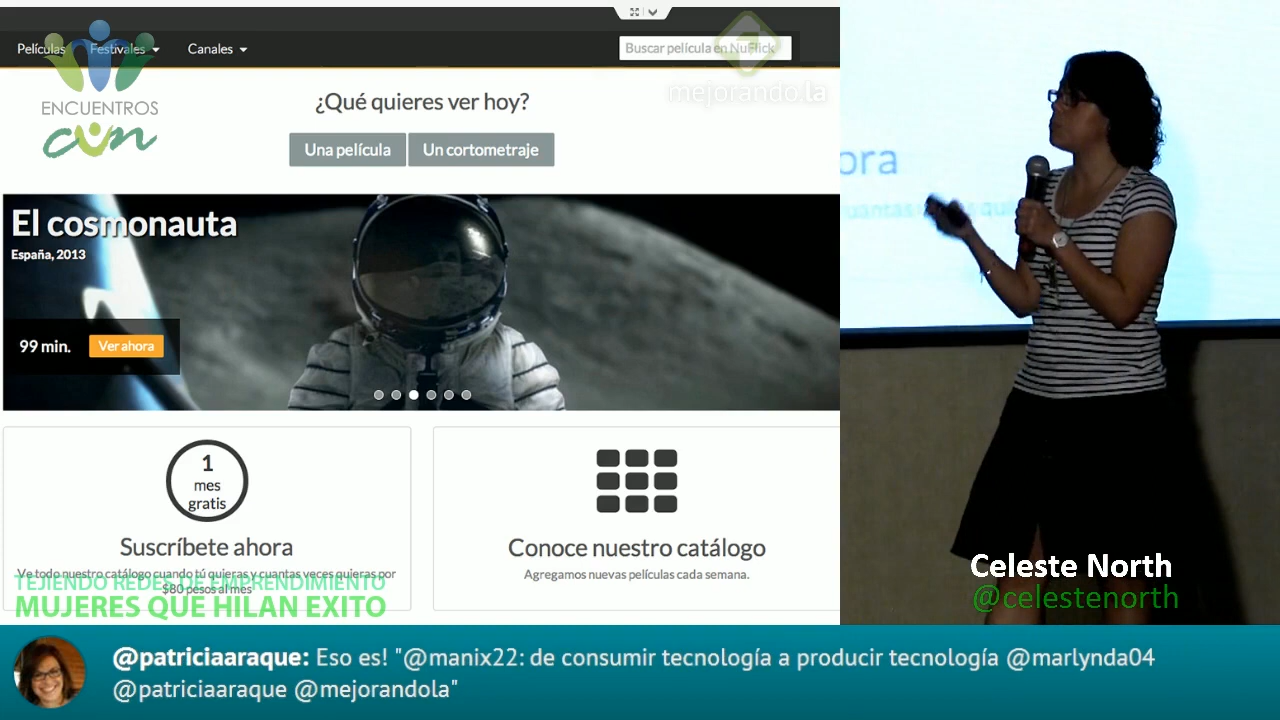 Películas
Festivales
Canales
Buscar película en NuFlick
mejorando.la
ENCUENTROS
cun
¿Qué quieres ver hoy?
Una película
Un cortometraje
El cosmonauta
España, 2013
99 min.
Ver ahora
1
mes
gratis
Suscríbete ahora
Ve todo nuestro catálogo cuando tú quieras y cuantas veces quieras por
$80 pesos al mes
Conoce nuestro catálogo
Agregamos nuevas películas cada semana.
TEJIENDO REDES DE EMPRENDIMIENTO
MUJERES QUE HILAN EXITO
ora
Celeste North
@celestenorth
@patriciaaraque: Eso es! "@manix22: de consumir tecnología a producir tecnología @marlynda04
@patriciaaraque @mejorandola"